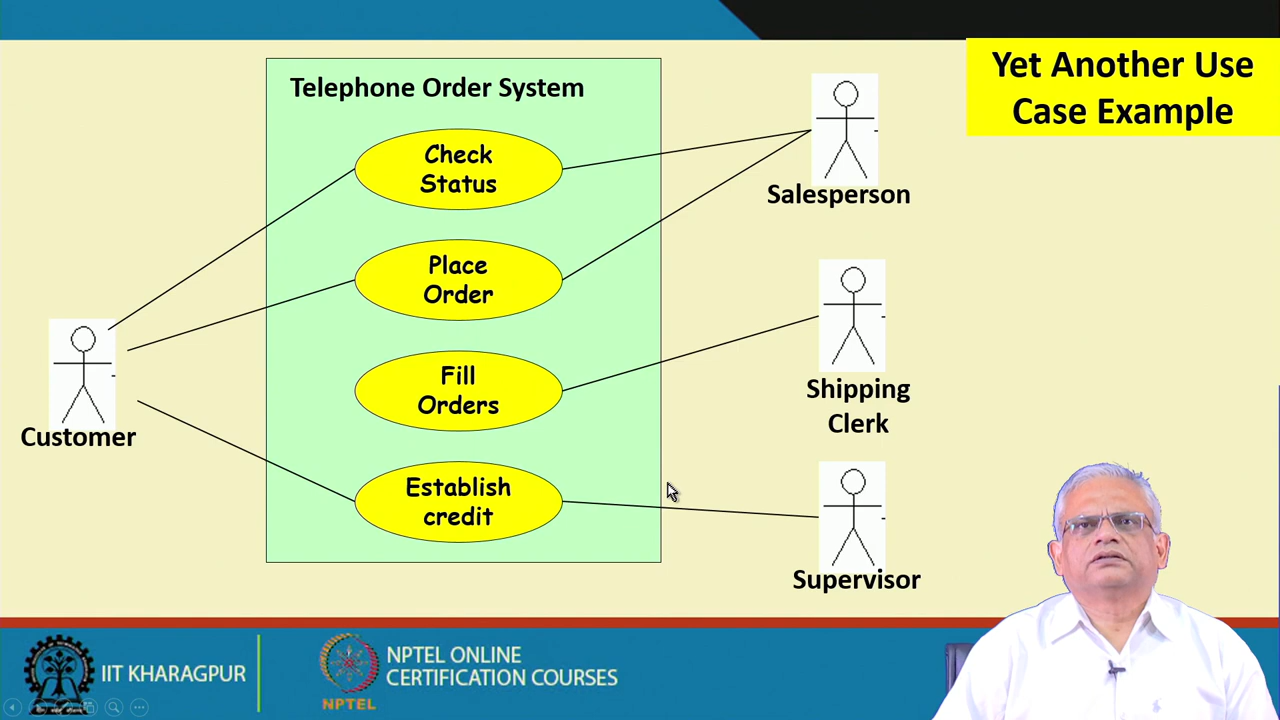 Yet Another Use
Case Example
Telephone Order System
Check
Status
Place
Order
Fill
Orders
Establish
credit
Customer
Salesperson
Shipping
Clerk
Supervisor
IIT KHARAGPUR
NPTEL
NPTEL ONLINE
CERTIFICATION COURSES